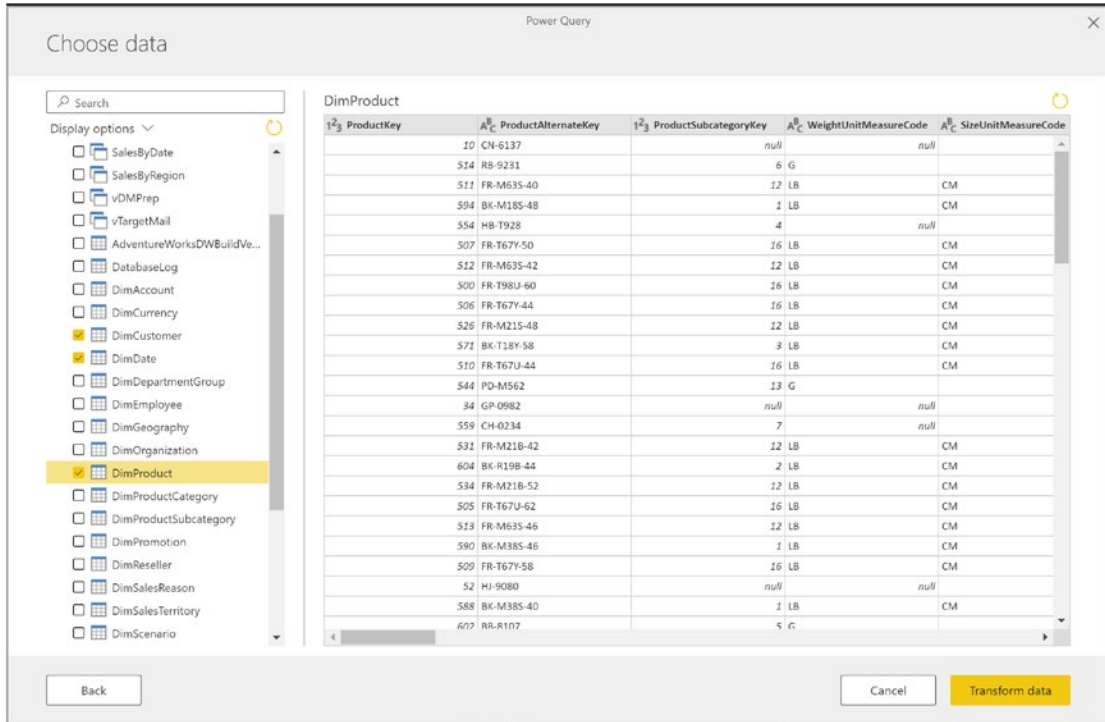 Power Query
Choose data
Search
Display options
SalesByDate
SalesByRegion
vDMPrep
vTargetMail
AdventureWorksDWBuildVe...
DatabaseLog
DimAccount
DimCurrency
DimCustomer
DimDate
DimDepartmentGroup
DimEmployee
DimGeography
DimOrganization
DimProduct
DimProductCategory
DimProductSubcategory
DimPromotion
DimReseller
DimSalesReason
DimSalesTerritory
DimScenario
DimProduct
1 2 3 ProductKey A B C ProductAlternateKey 1 2 3 ProductSubcategoryKey A B C WeightUnitMeasureCode A B C SizeUnitMeasureCode
10 CN-6137 null null
514 RB-9231 6 G
511 FR-M63S-40 12 LB CM
594 BK-M18S-48 1 LB CM
554 HB-T928 4 null
507 FR-T67Y-50 16 LB CM
512 FR-M63S-42 12 LB CM
500 FR-T98U-60 16 LB CM
506 FR-T67Y-44 16 LB CM
526 FR-M21S-48 12 LB CM
571 BK-T18Y-58 3 LB CM
510 FR-T67U-44 16 LB CM
544 PD-M562 13 G
34 GP-0982 null null
559 CH-0234 7 null
531 FR-M21B-42 12 LB CM
604 BK-R19B-44 2 LB CM
534 FR-M21B-52 12 LB CM
505 FR-T67U-62 16 LB CM
513 FR-M63S-46 12 LB CM
590 BK-M38S-46 1 LB CM
509 FR-T67Y-58 16 LB CM
52 HJ-9080 null null
588 BK-M38S-40 1 LB CM
602 BB-8107 5 G
Back
Cancel
Transform data